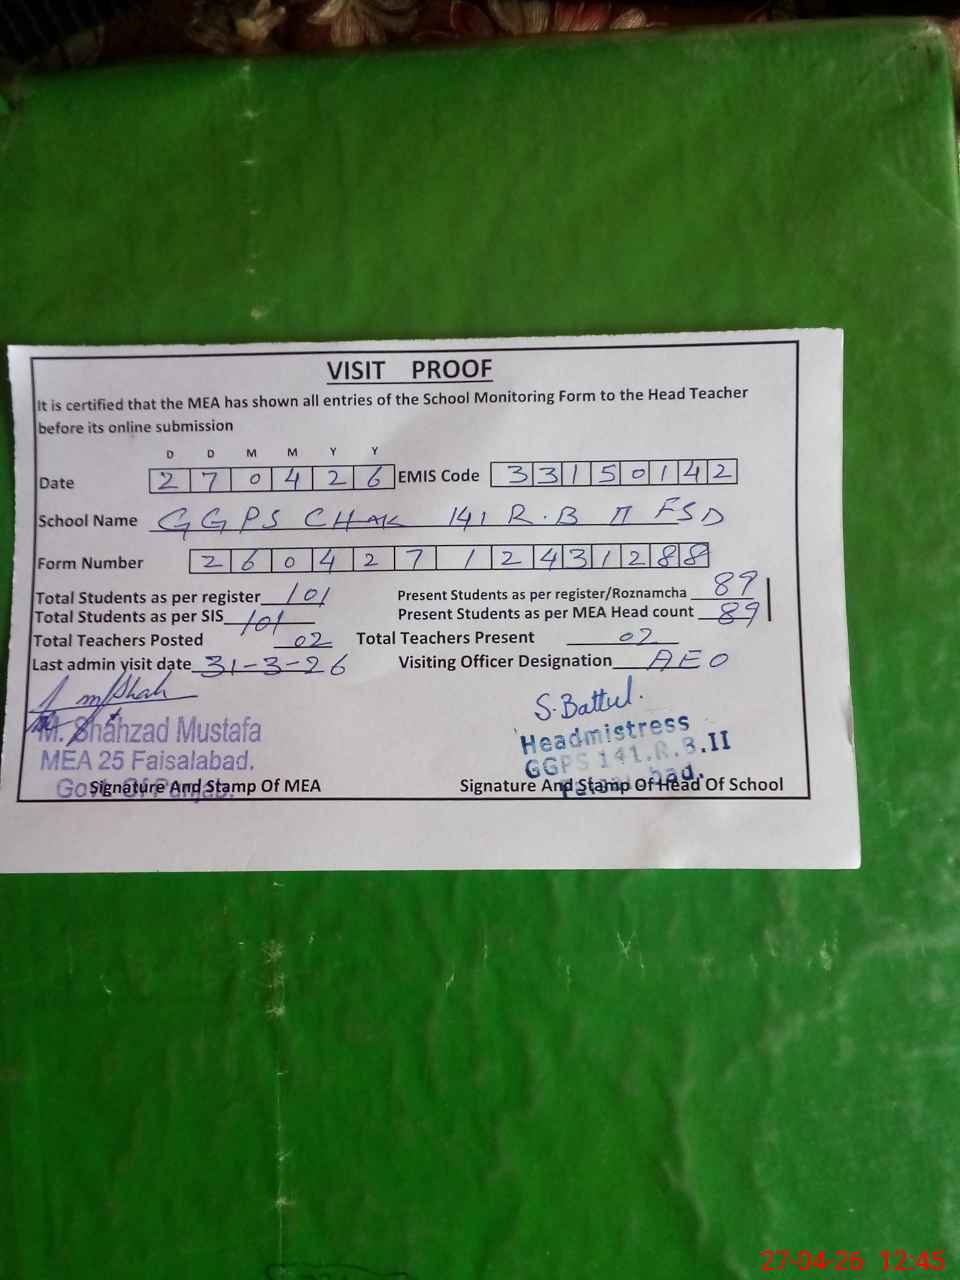 VISIT PROOF
It is certified that the MEA has shown all entries of the School Monitoring Form to the Head Teacher
before its online submission
D D M M Y Y
Date 2 7 0 4 2 6 EMIS Code 3 3 1 5 0 1 4 2
School Name GGPS CHAK 141 R.B II FSD
Form Number 2 6 0 4 2 7 1 2 4 3 1 2 8 8
Total Students as per register 101 Present Students as per register/Roznamcha 89
Total Students as per SIS 101 Present Students as per MEA Head count 89
Total Teachers Posted 02 Total Teachers Present 02
Last admin visit date 31-3-26 Visiting Officer Designation AEO
S. Battul.
M. Shahzad Mustafa Headmistress
MEA 25 Faisalabad. GGPS 141.R.B.II
Govt. Of Punjab. Faisalabad.
Signature And Stamp Of MEA Signature And Stamp Of Head Of School
27-04-26 12:45